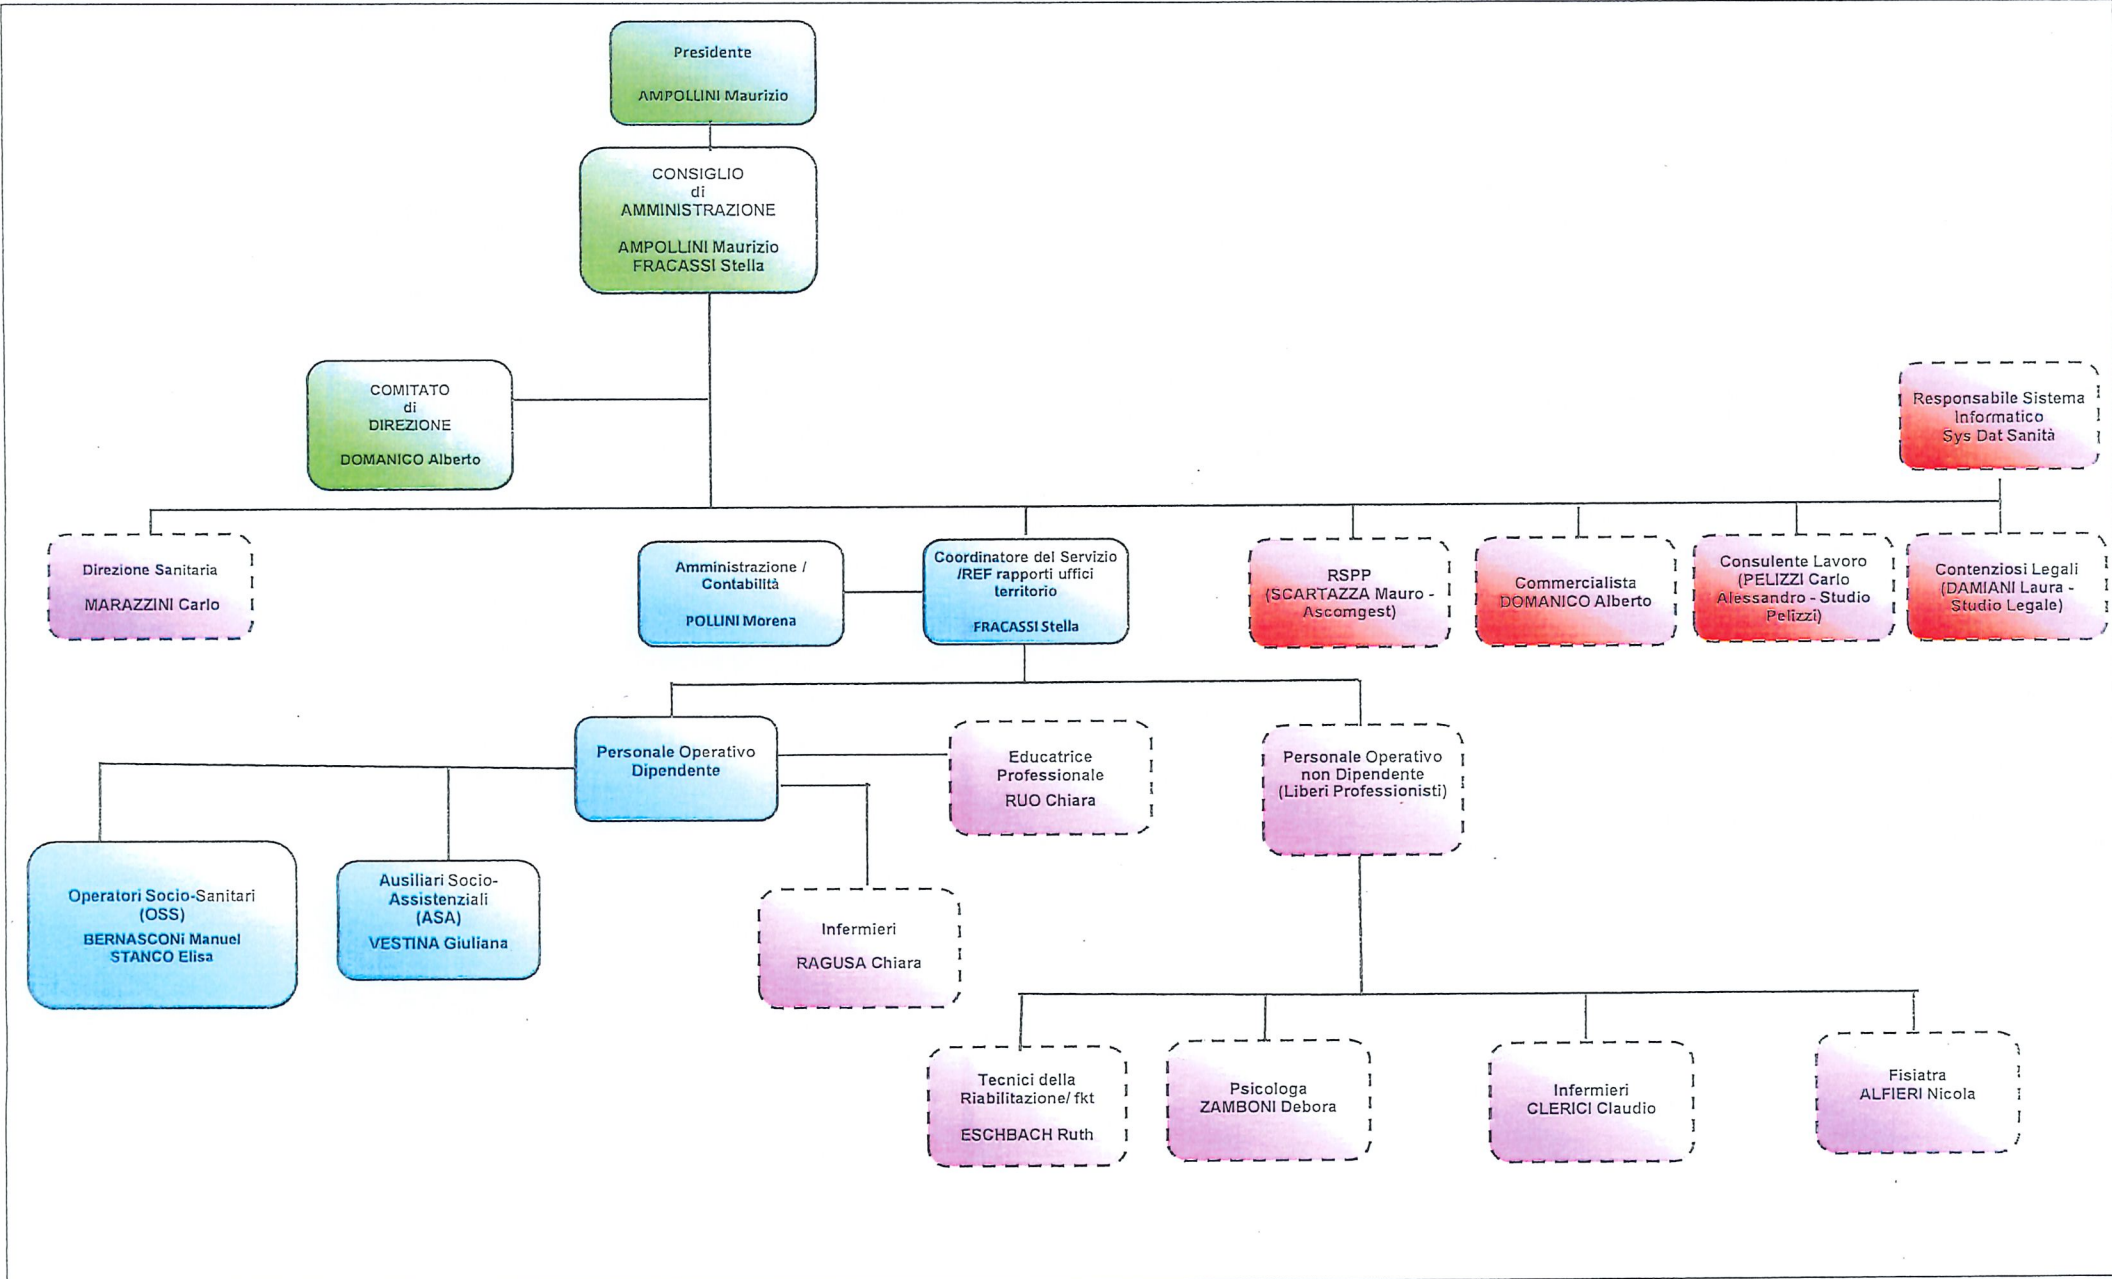 Presidente
AMPOLLINI Maurizio
CONSIGLIO
di
AMMINISTRAZIONE
AMPOLLINI Maurizio
FRACASSI Stella
COMITATO
di
DIREZIONE
DOMANICO Alberto
Responsabile Sistema
Informatico
Sys Dat Sanità
Direzione Sanitaria
MARAZZINI Carlo
Amministrazione /
Contabilità
POLLINI Morena
Coordinatore del Servizio
/REF rapporti uffici
territorio
FRACASSI Stella
RSPP
(SCARTAZZA Mauro -
Ascomgest)
Commercialista
DOMANICO Alberto
Consulente Lavoro
(PELIZZI Carlo
Alessandro - Studio
Pelizzi)
Contenziosi Legali
(DAMIANI Laura -
Studio Legale)
Personale Operativo
Dipendente
Educatrice
Professionale
RUO Chiara
Personale Operativo
non Dipendente
(Liberi Professionisti)
Operatori Socio-Sanitari
(OSS)
BERNASCONi Manuel
STANCO Elisa
Ausiliari Socio-
Assistenziali
(ASA)
VESTINA Giuliana
Infermieri
RAGUSA Chiara
Tecnici della
Riabilitazione/ fkt
ESCHBACH Ruth
Psicologa
ZAMBONI Debora
Infermieri
CLERICI Claudio
Fisiatra
ALFIERI Nicola